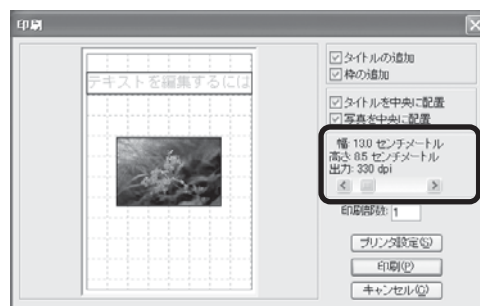 印刷
テキストを編集するには
タイトルの追加
枠の追加
タイトルを中央に配置
写真を中央に配置
幅: 13.0 センチメートル
高さ: 8.5 センチメートル
出力: 330 dpi
印刷部数: 1
プリンタ設定(S)
印刷(P)
キャンセル(C)